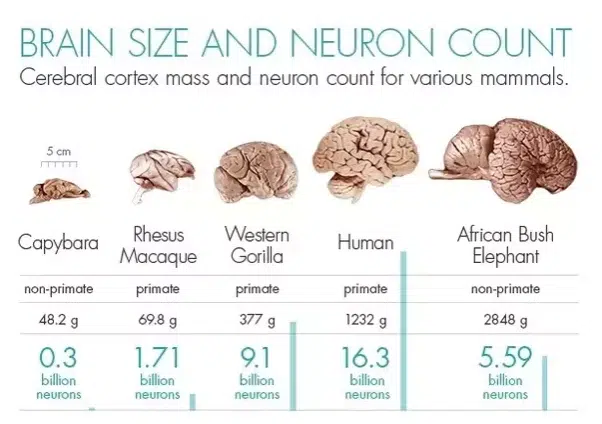 BRAIN SIZE AND NEURON COUNT
Cerebral cortex mass and neuron count for various mammals.
5 cm
Capybara
Rhesus
Macaque
Western
Gorilla
Human
African Bush
Elephant
non-primate
primate
primate
primate
non-primate
48.2 g
69.8 g
377 g
1232 g
2848 g
0.3
billion
neurons
1.71
billion
neurons
9.1
billion
neurons
16.3
billion
neurons
5.59
billion
neurons